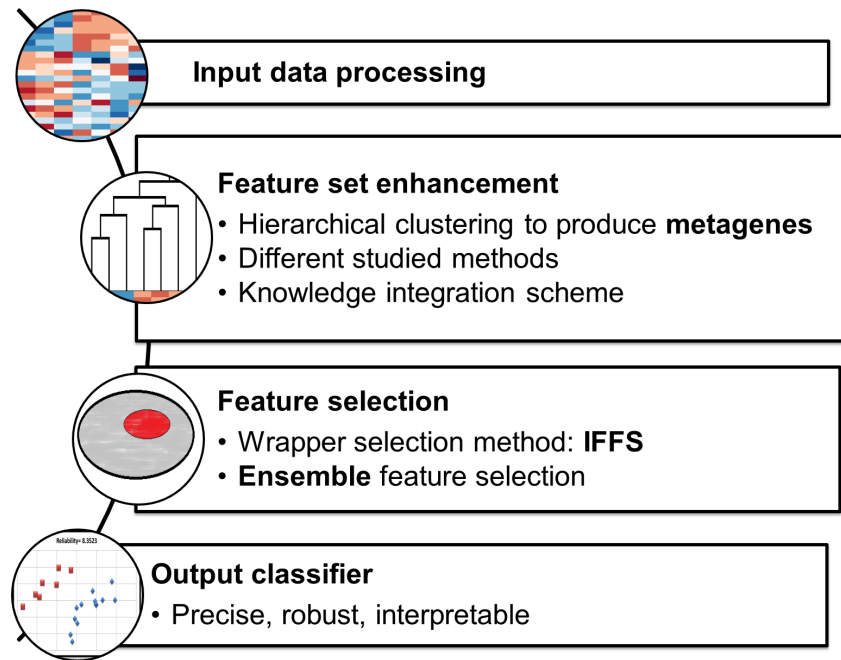 Input data processing
Feature set enhancement
• Hierarchical clustering to produce metagenes
• Different studied methods
• Knowledge integration scheme
Feature selection
• Wrapper selection method: IFFS
• Ensemble feature selection
Reliability= 8.3523
Output classifier
• Precise, robust, interpretable